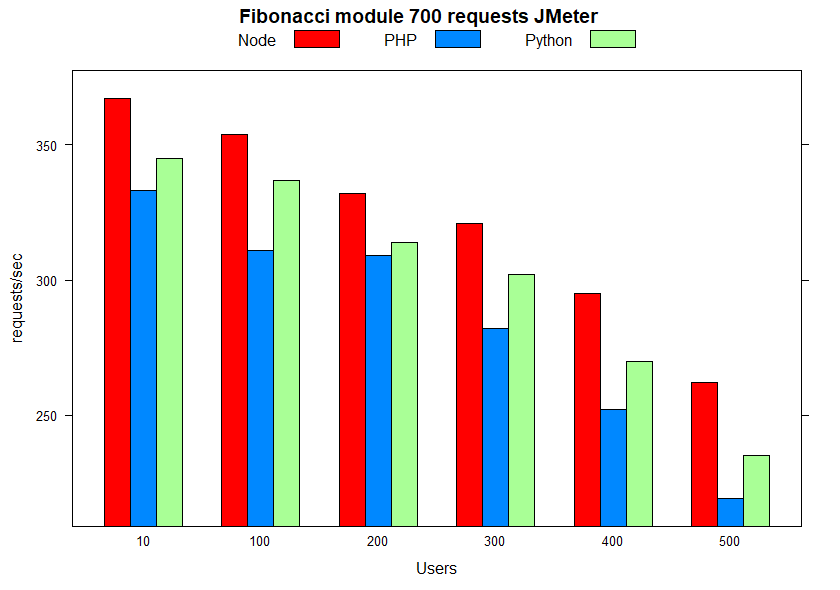 Fibonacci module 700 requests JMeter
Node PHP Python
350
300
250
requests/sec
10 100 200 300 400 500
Users